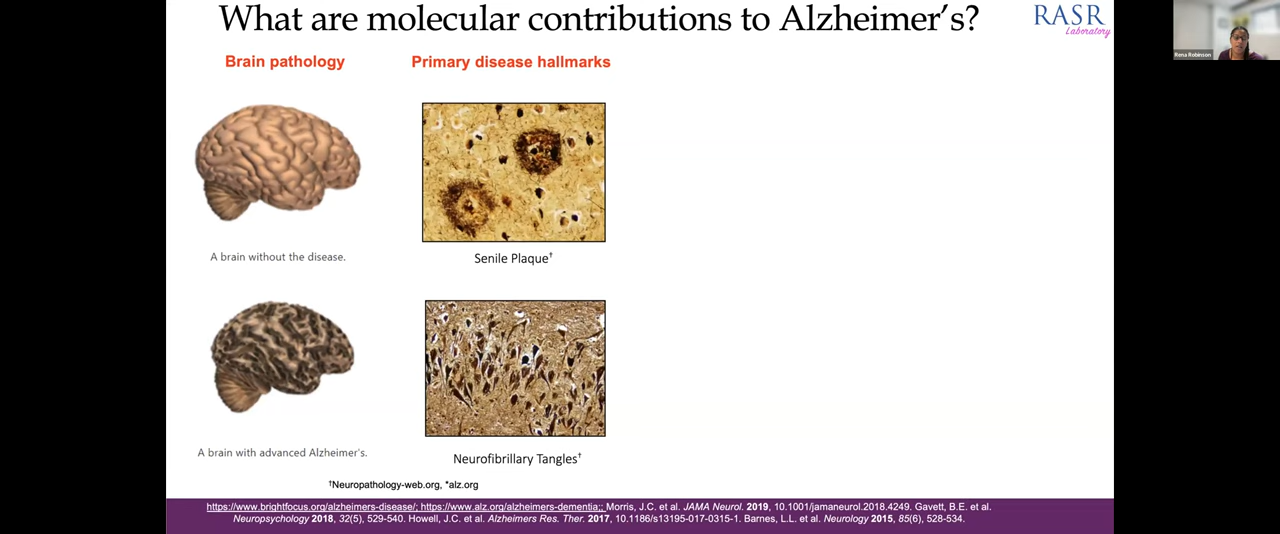 What are molecular contributions to Alzheimer's?
RASR
Laboratory
Rena Robinson
Brain pathology
Primary disease hallmarks
A brain without the disease.
Senile Plaque†
A brain with advanced Alzheimer's.
Neurofibrillary Tangles†
†Neuropathology-web.org, *alz.org
https://www.brightfocus.org/alzheimers-disease/; https://www.alz.org/alzheimers-dementia;; Morris, J.C. et al. JAMA Neurol. 2019, 10.1001/jamaneurol.2018.4249. Gavett, B.E. et al.
Neuropsychology 2018, 32(5), 529-540. Howell, J.C. et al. Alzheimers Res. Ther. 2017, 10.1186/s13195-017-0315-1. Barnes, L.L. et al. Neurology 2015, 85(6), 528-534.